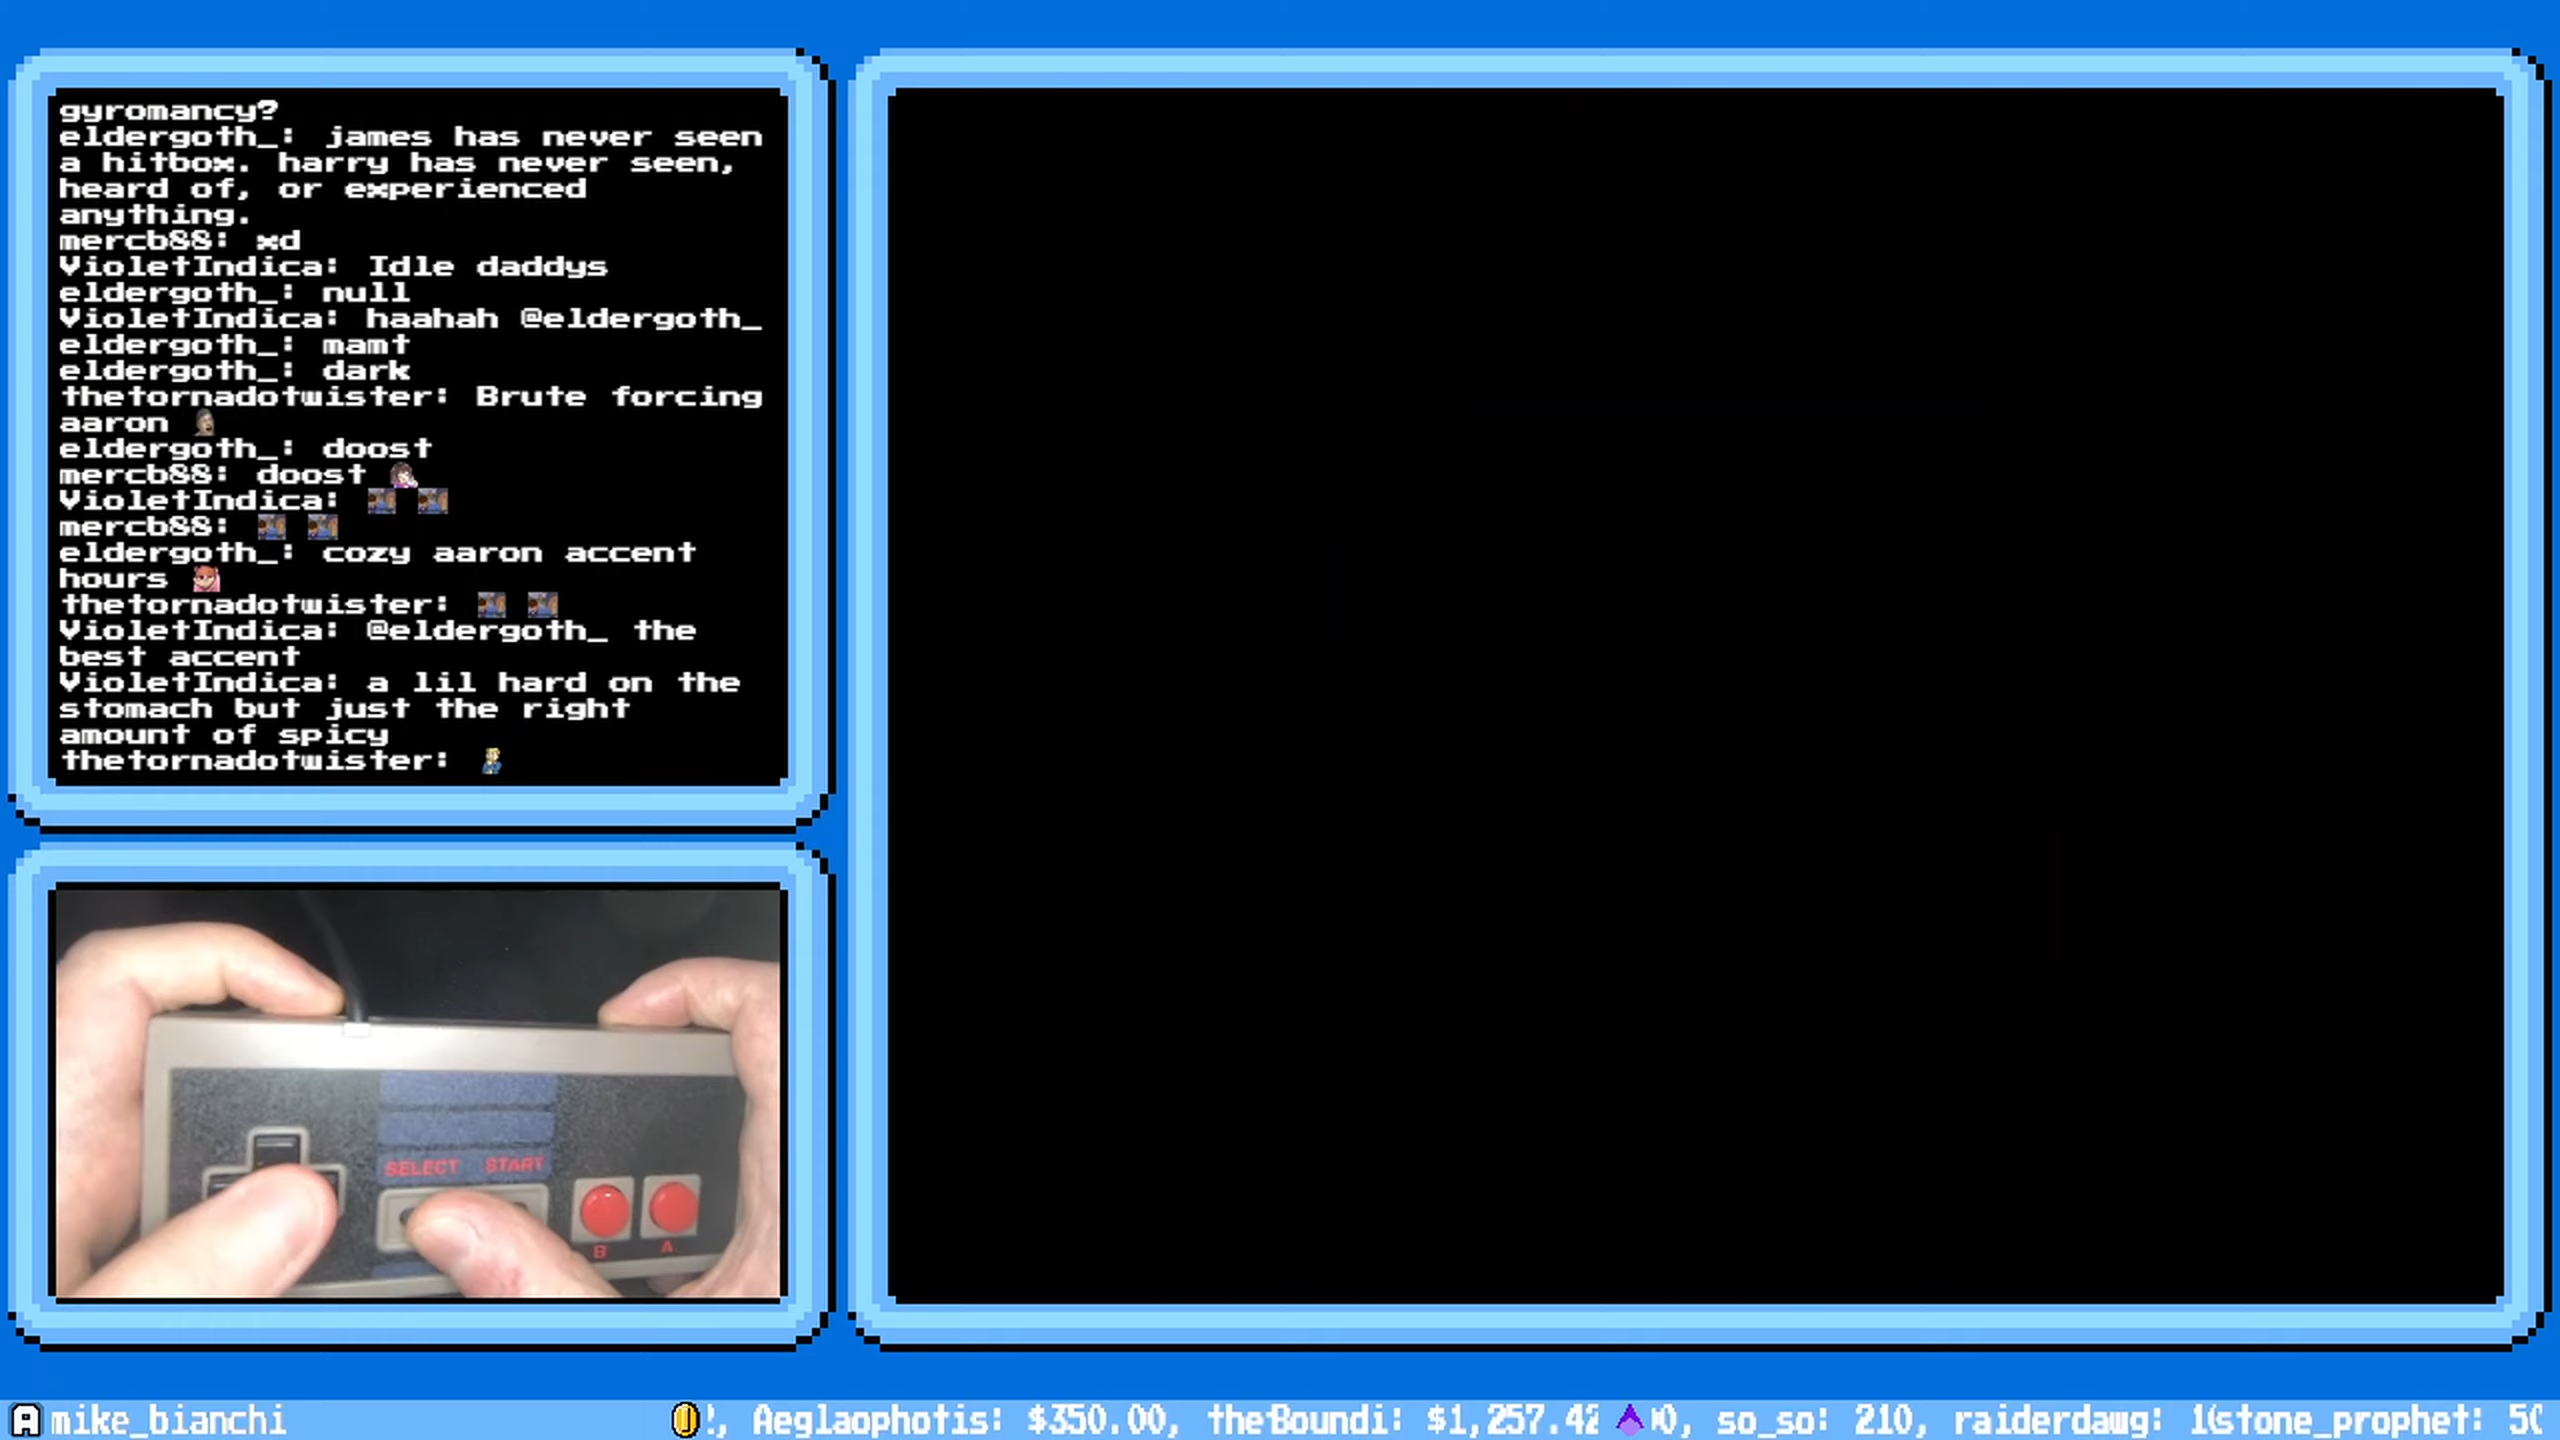 gyromancy?
eldergoth_: james has never seen
a hitbox. harry has never seen,
heard of, or experienced
anything.
mercb88: xd
VioletIndica: Idle daddys
eldergoth_: null
VioletIndica: haahah @eldergoth_
eldergoth_: mamt
eldergoth_: dark
thetornadotwister: Brute forcing
aaron
eldergoth_: doost
mercb88: doost
VioletIndica:
mercb88:
eldergoth_: cozy aaron accent
hours
thetornadotwister:
VioletIndica: @eldergoth_ the
best accent
VioletIndica: a lil hard on the
stomach but just the right
amount of spicy
thetornadotwister:
SELECT START
B A
A mike_bianchi !, Aeglaophotis: $350.00, theBoundi: $1,257.42 0, so_so: 210, raiderdawg: 1 stone_prophet: 5